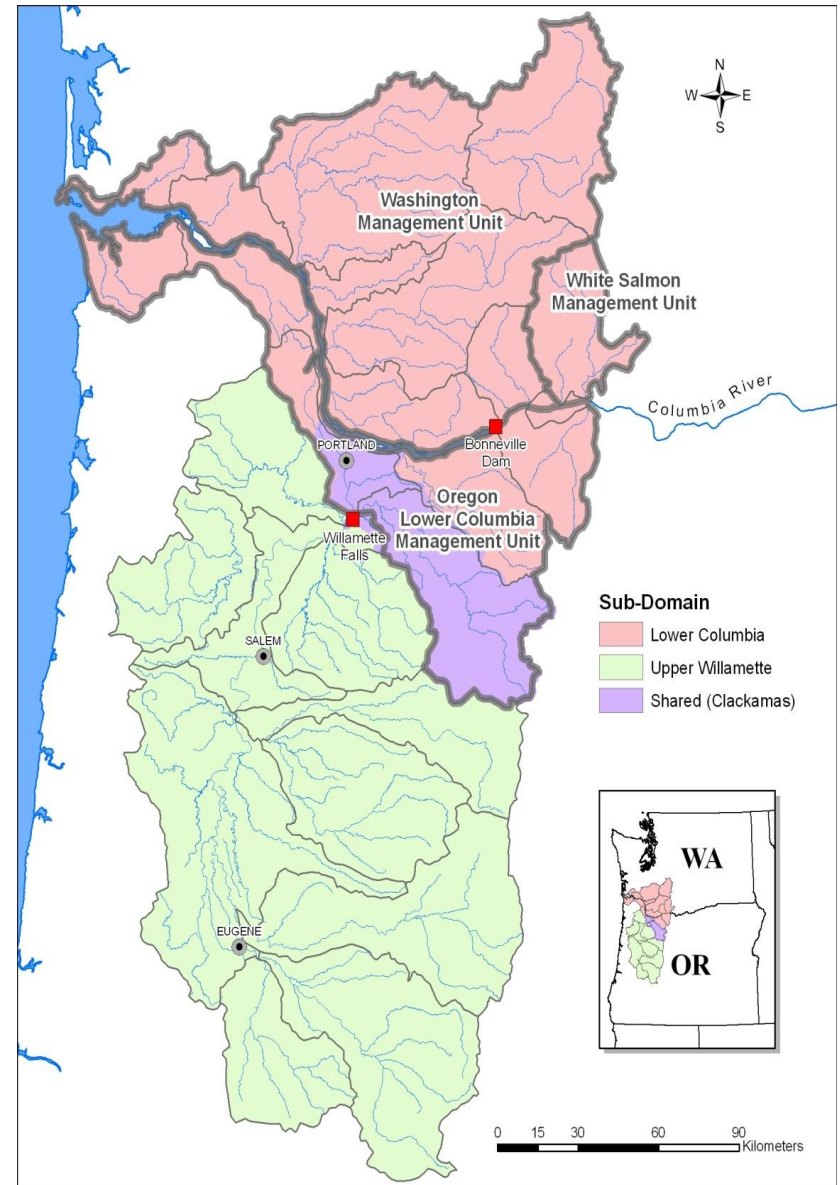 N
W
E
S
Washington
Management Unit
White Salmon
Management Unit
Columbia River
PORTLAND
Bonneville
Dam
Oregon
Lower Columbia
Management Unit
Willamette
Falls
Sub-Domain
Lower Columbia
Upper Willamette
Shared (Clackamas)
SALEM
WA
OR
EUGENE
0 15 30 60 90
Kilometers